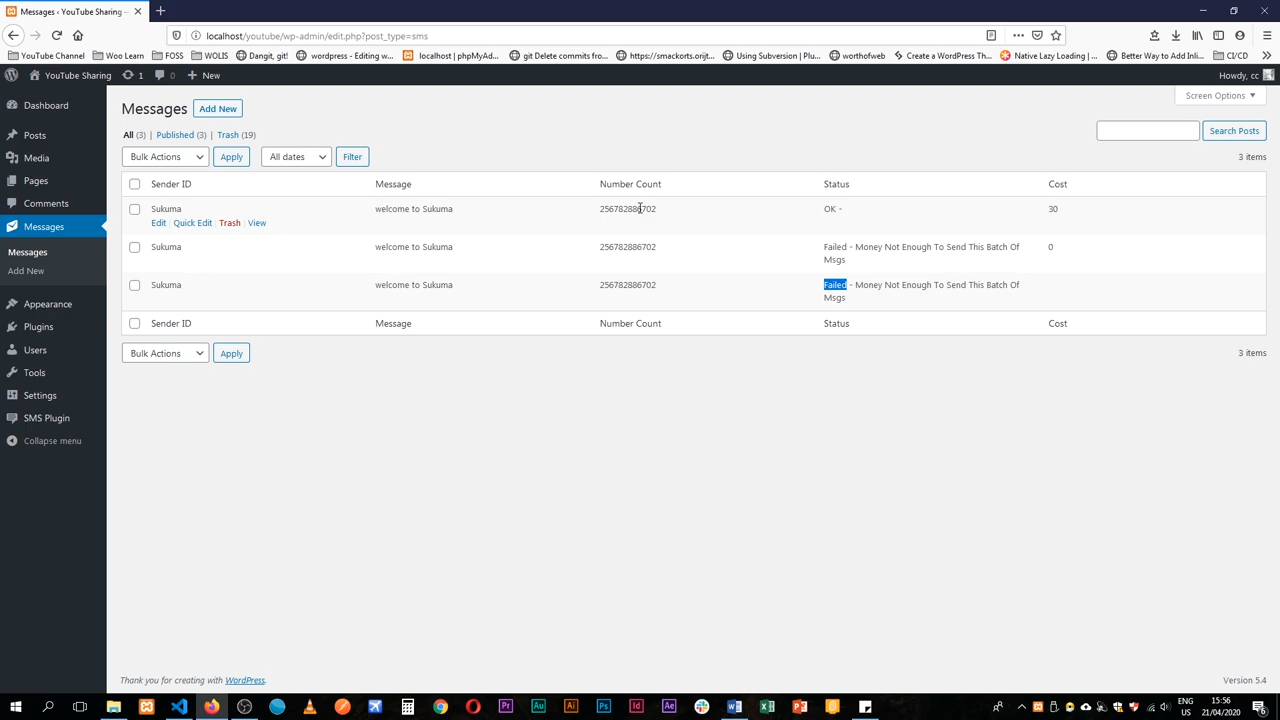 Messages ‹ YouTube Sharing —
localhost/youtube/wp-admin/edit.php?post_type=sms
YouTube Channel Woo Learn FOSS WOLIS Dangit, git! wordpress - Editing w... localhost | phpMyAd... git Delete commits fro... https://smackorts.orijt... Using Subversion | Plu... worthofweb Create a WordPress Th... Native Lazy Loading | ... Better Way to Add Inli... CI/CD
YouTube Sharing 1 0 + New Howdy, cc
Dashboard
Posts
Media
Pages
Comments
Messages
Messages
Add New
Appearance
Plugins
Users
Tools
Settings
SMS Plugin
Collapse menu
Screen Options
Messages Add New
All (3) | Published (3) | Trash (19)
Search Posts
Bulk Actions Apply All dates Filter 3 items
Sender ID Message Number Count Status Cost
Sukuma welcome to Sukuma 256782886702 OK - 30
Edit | Quick Edit | Trash | View
Sukuma welcome to Sukuma 256782886702 Failed - Money Not Enough To Send This Batch Of 0
Msgs
Sukuma welcome to Sukuma 256782886702 Failed - Money Not Enough To Send This Batch Of
Msgs
Sender ID Message Number Count Status Cost
Bulk Actions Apply 3 items
Thank you for creating with WordPress. Version 5.4
ENG 15:56
US 21/04/2020